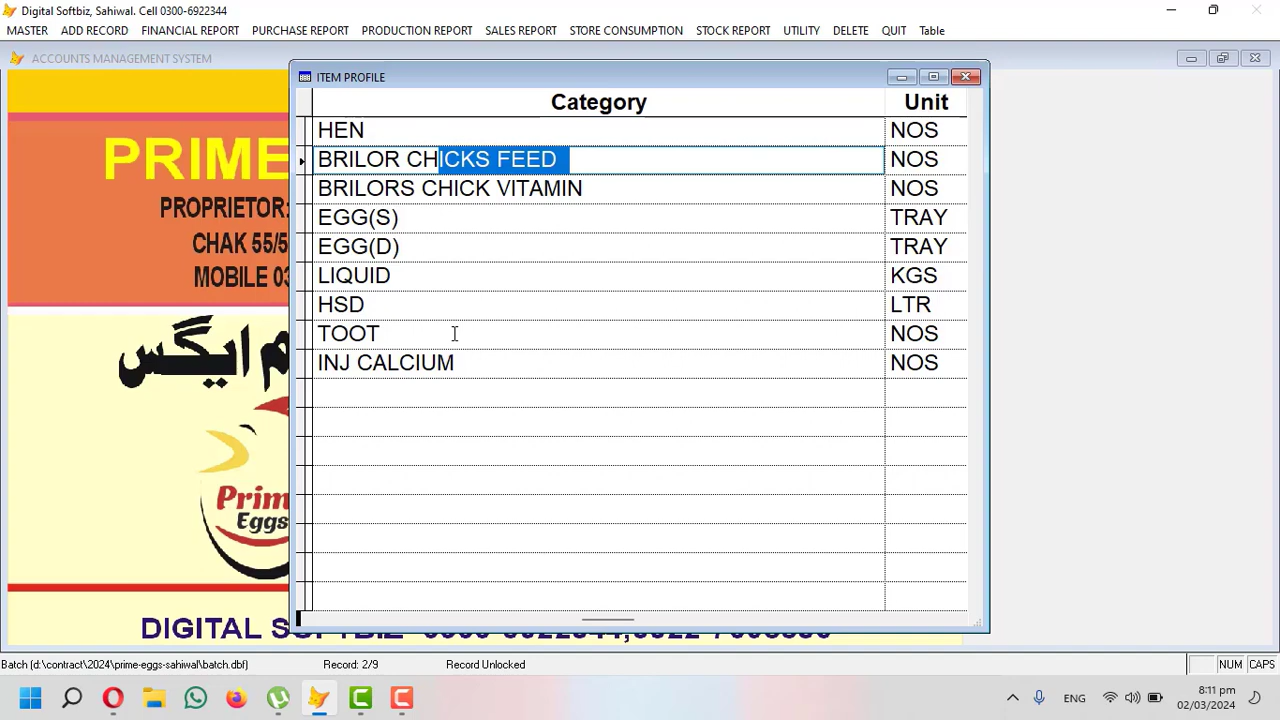 Digital Softbiz, Sahiwal. Cell 0300-6922344
MASTER ADD RECORD FINANCIAL REPORT PURCHASE REPORT PRODUCTION REPORT SALES REPORT STORE CONSUMPTION STOCK REPORT UTILITY DELETE QUIT Table
ACCOUNTS MANAGEMENT SYSTEM
ITEM PROFILE
Category Unit
HEN NOS
BRILOR CHICKS FEED NOS
BRILORS CHICK VITAMIN NOS
EGG(S) TRAY
EGG(D) TRAY
LIQUID KGS
HSD LTR
TOOT NOS
INJ CALCIUM NOS
PRIME
PROPRIETOR:
CHAK 55/5
MOBILE 03
م ایگس
Prim
Eggs
DIGITAL
Batch (d:\contract\2024\prime-eggs-sahiwal\batch.dbf) Record: 2/9 Record Unlocked NUM CAPS
ENG 8:11 pm
02/03/2024